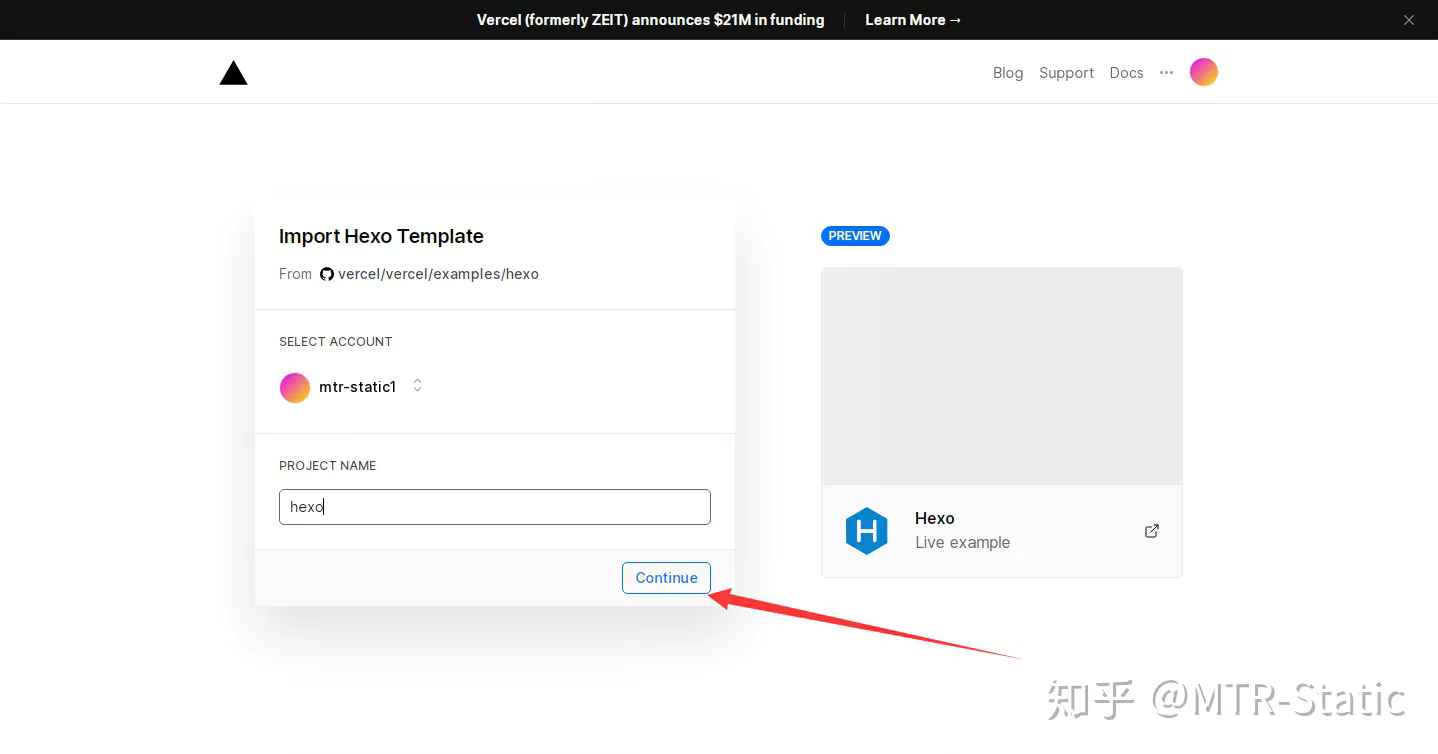 Vercel (formerly ZEIT) announces $21M in funding
Learn More →
Blog Support Docs
Import Hexo Template
From vercel/vercel/examples/hexo
SELECT ACCOUNT
mtr-static1
PROJECT NAME
hexo
Continue
PREVIEW
H
Hexo
Live example
知乎 @MTR-Static